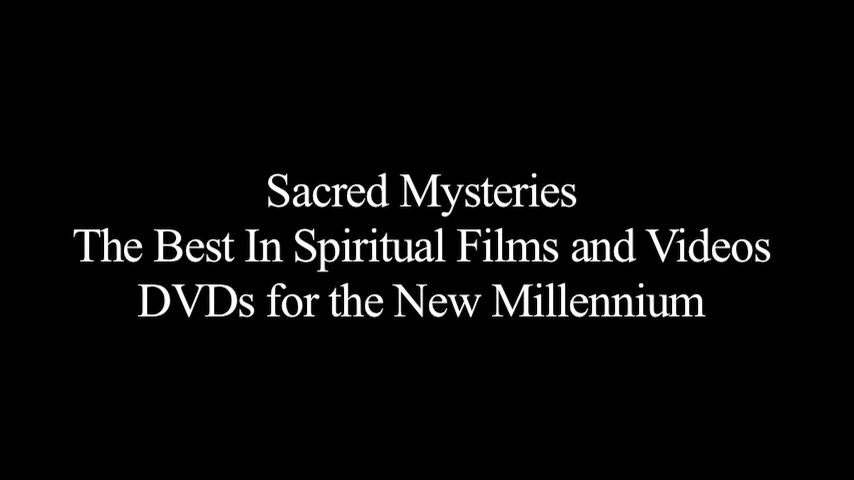 Sacred Mysteries
The Best In Spiritual Films and Videos
DVDs for the New Millennium